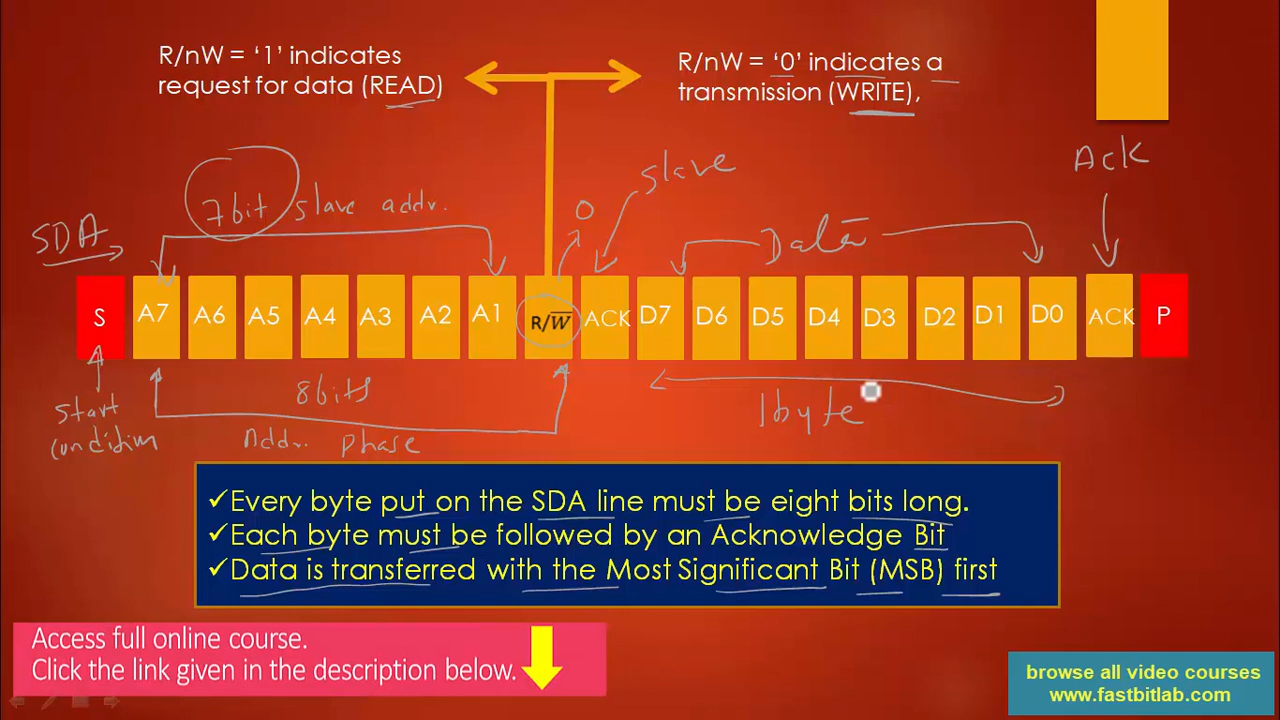 R/nW = ‘1’ indicates
request for data (READ)
R/nW = ‘0’ indicates a
transmission (WRITE),
Ack
slave
7bit slave addr.
0
SDA
Data
S A7 A6 A5 A4 A3 A2 A1 R/W̅ ACK D7 D6 D5 D4 D3 D2 D1 D0 ACK P
8bits
1byte
Start
condition
Addr. phase
✓Every byte put on the SDA line must be eight bits long.
✓Each byte must be followed by an Acknowledge Bit
✓Data is transferred with the Most Significant Bit (MSB) first
Access full online course.
Click the link given in the description below.
browse all video courses
www.fastbitlab.com